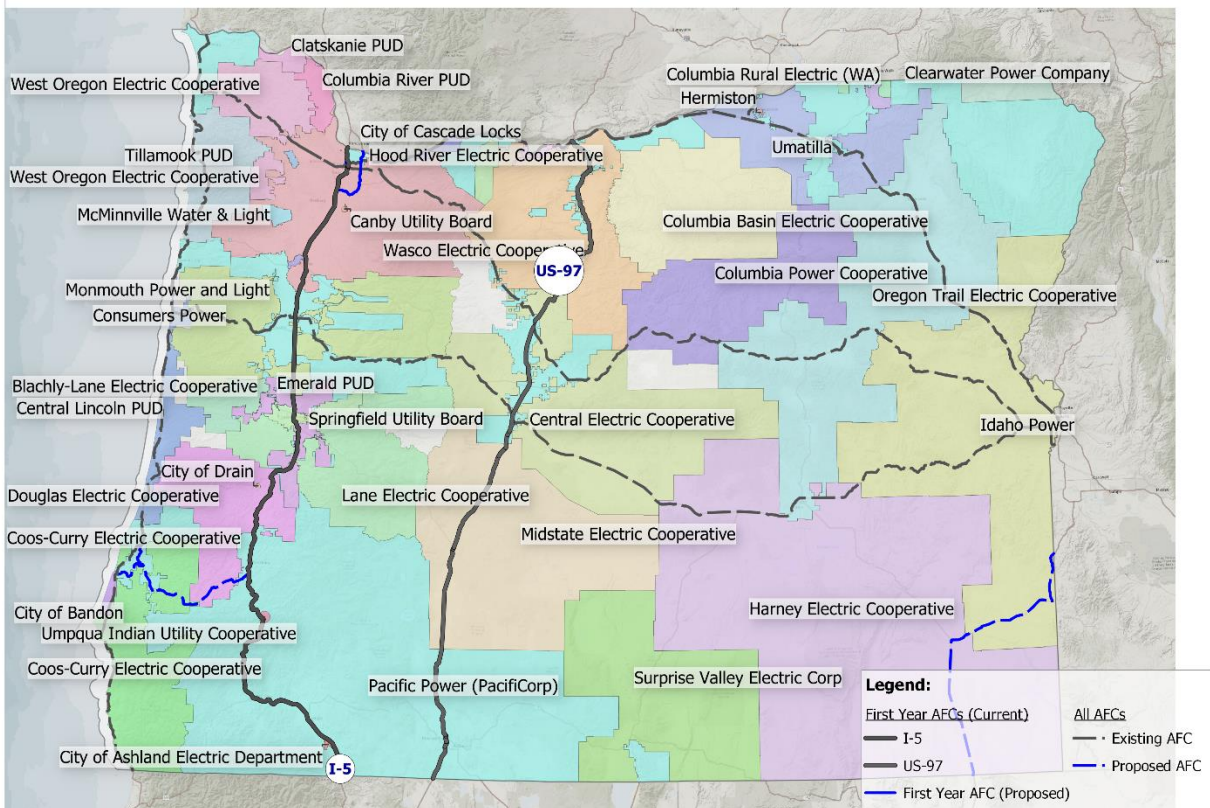 Clatskanie PUD
Columbia River PUD
West Oregon Electric Cooperative
Columbia Rural Electric (WA)
Clearwater Power Company
Hermiston
City of Cascade Locks
Hood River Electric Cooperative
Umatilla
Tillamook PUD
West Oregon Electric Cooperative
McMinnville Water & Light
Canby Utility Board
Columbia Basin Electric Cooperative
Wasco Electric Cooperative
US-97
Columbia Power Cooperative
Monmouth Power and Light
Oregon Trail Electric Cooperative
Consumers Power
Blachly-Lane Electric Cooperative
Emerald PUD
Central Lincoln PUD
Springfield Utility Board
Central Electric Cooperative
Idaho Power
City of Drain
Douglas Electric Cooperative
Lane Electric Cooperative
Midstate Electric Cooperative
Coos-Curry Electric Cooperative
City of Bandon
Harney Electric Cooperative
Umpqua Indian Utility Cooperative
Coos-Curry Electric Cooperative
Pacific Power (PacifiCorp)
Surprise Valley Electric Corp
City of Ashland Electric Department
I-5
Legend:
First Year AFCs (Current)
I-5
US-97
First Year AFC (Proposed)
All AFCs
Existing AFC
Proposed AFC